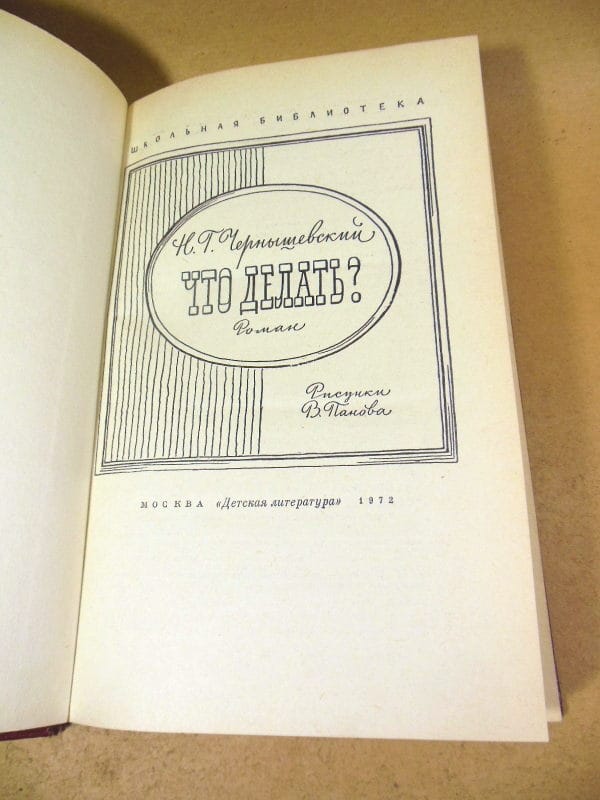 ШКОЛЬНАЯ БИБЛИОТЕКА
Н. Г. Чернышевский
ЧТО ДЕЛАТЬ?
Роман
Рисунки
В. Панова
МОСКВА «Детская литература» 1972